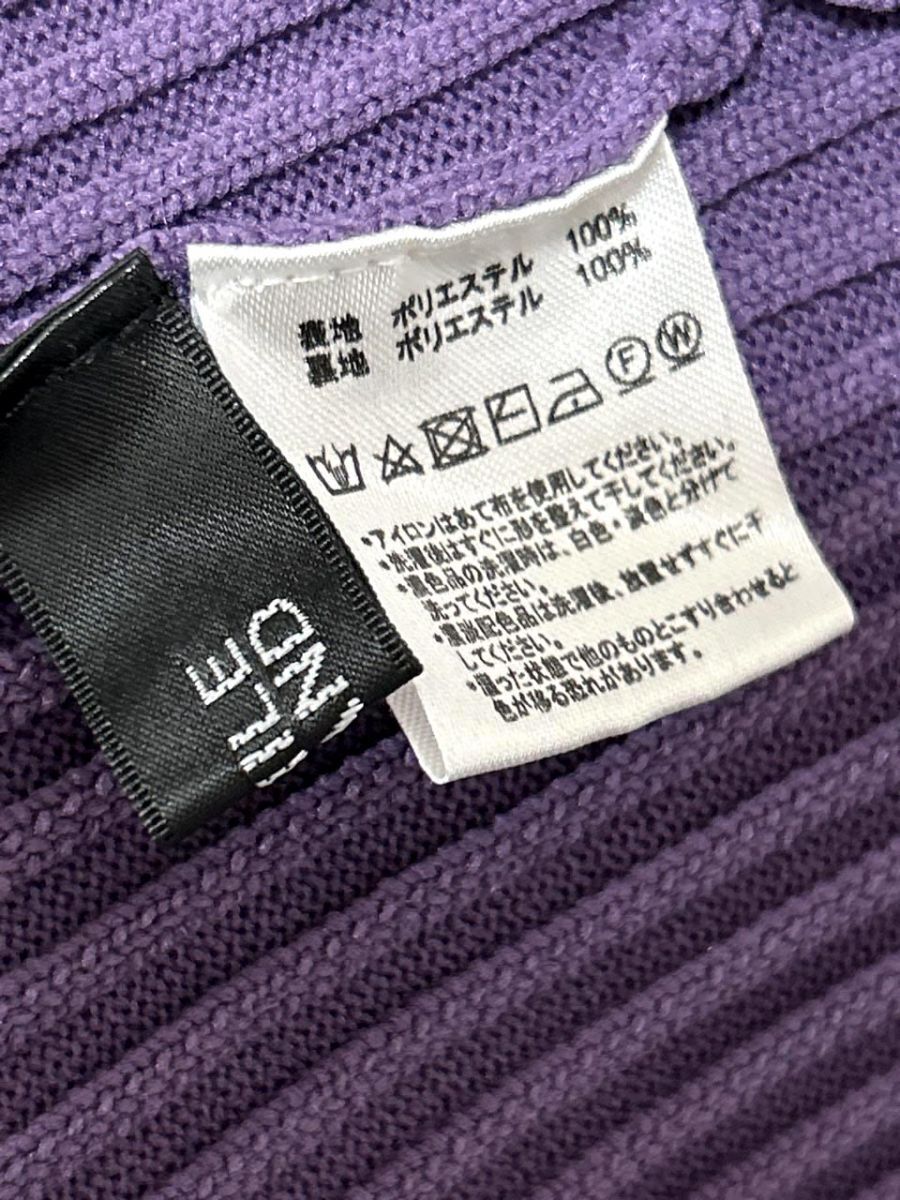 表地 ポリエステル 100%
裏地 ポリエステル 100%
F W
•アイロンはあて布を使用してください。
•洗濯後はすぐに形を整えて干してください。
•濃色品の洗濯時は、白色・淡色と分けて
洗ってください。
•濃淡配色品は洗濯後、放置せずすぐに干
してください。
•湿った状態で他のものとこすり合わせると
色が移る恐れがあります。